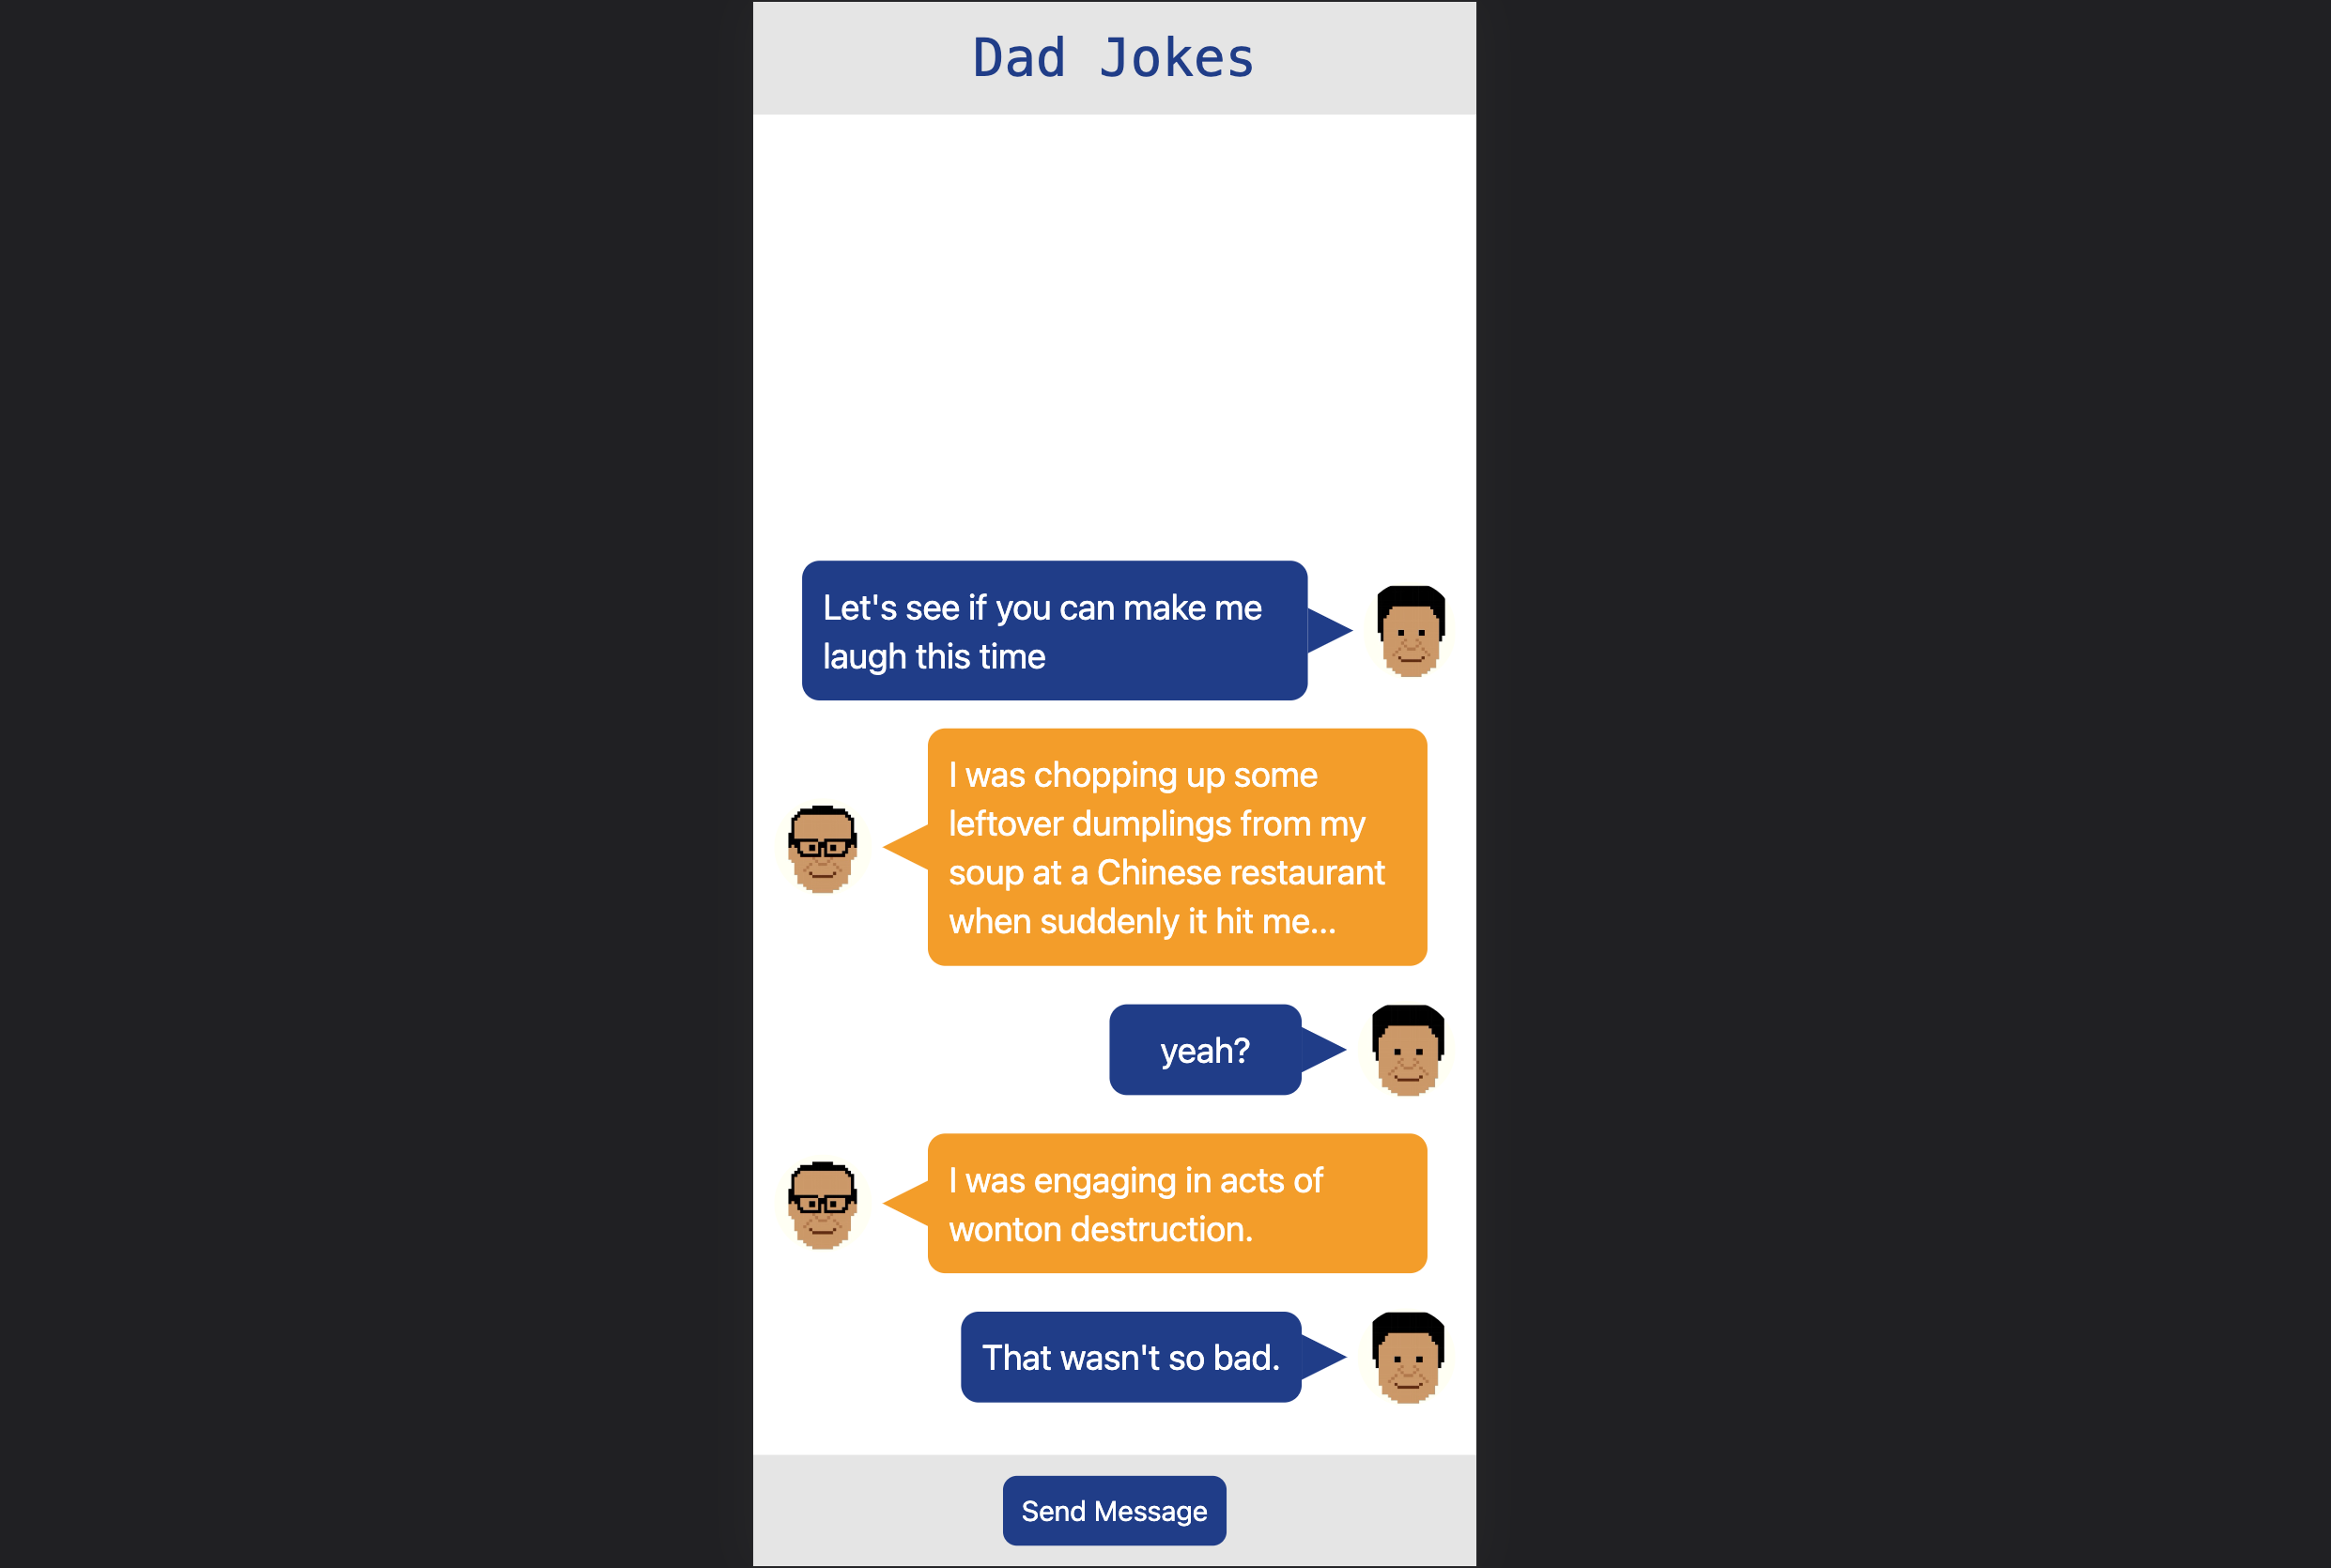 Dad Jokes
Let's see if you can make me
laugh this time
I was chopping up some
leftover dumplings from my
soup at a Chinese restaurant
when suddenly it hit me...
yeah?
I was engaging in acts of
wonton destruction.
That wasn't so bad.
Send Message